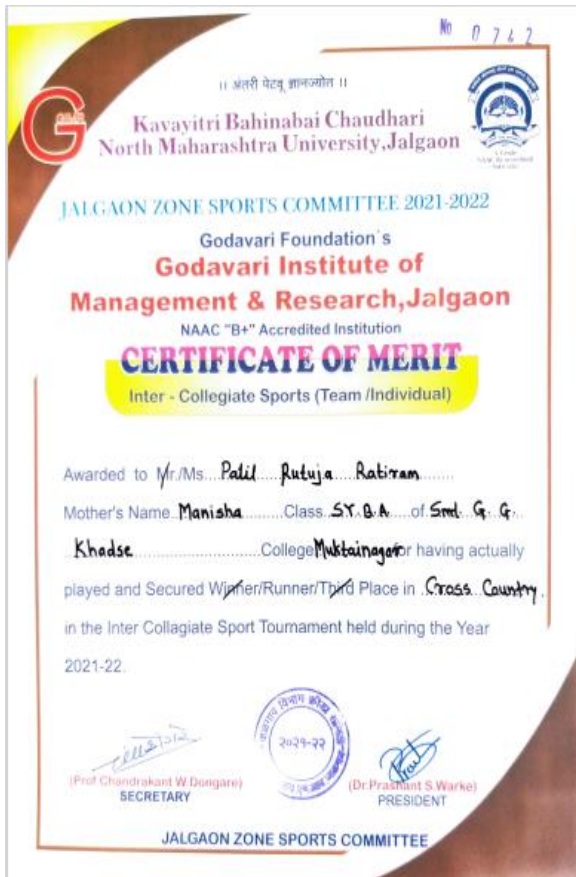 No 0742
॥ अंतरी पेटवू ज्ञानज्योत ॥
G
GIMR
Kavayitri Bahinabai Chaudhari
North Maharashtra University,Jalgaon
JALGAON ZONE SPORTS COMMITTEE 2021-2022
Godavari Foundation's
Godavari Institute of
Management & Research,Jalgaon
NAAC "B+" Accredited Institution
CERTIFICATE OF MERIT
Inter - Collegiate Sports (Team /Individual)
Awarded to Mr./Ms. Patil Rutuja Ratiram
Mother's Name Manisha Class S.Y.B.A of Smt. G. G.
Khadse College Muktainagar for having actually
played and Secured Winner/Runner/Third Place in Cross Country
in the Inter Collagiate Sport Tournament held during the Year
2021-22.
२०२१-२२
(Prof.Chandrakant W.Dongare)
SECRETARY
(Dr.Prashant S.Warke)
PRESIDENT
JALGAON ZONE SPORTS COMMITTEE